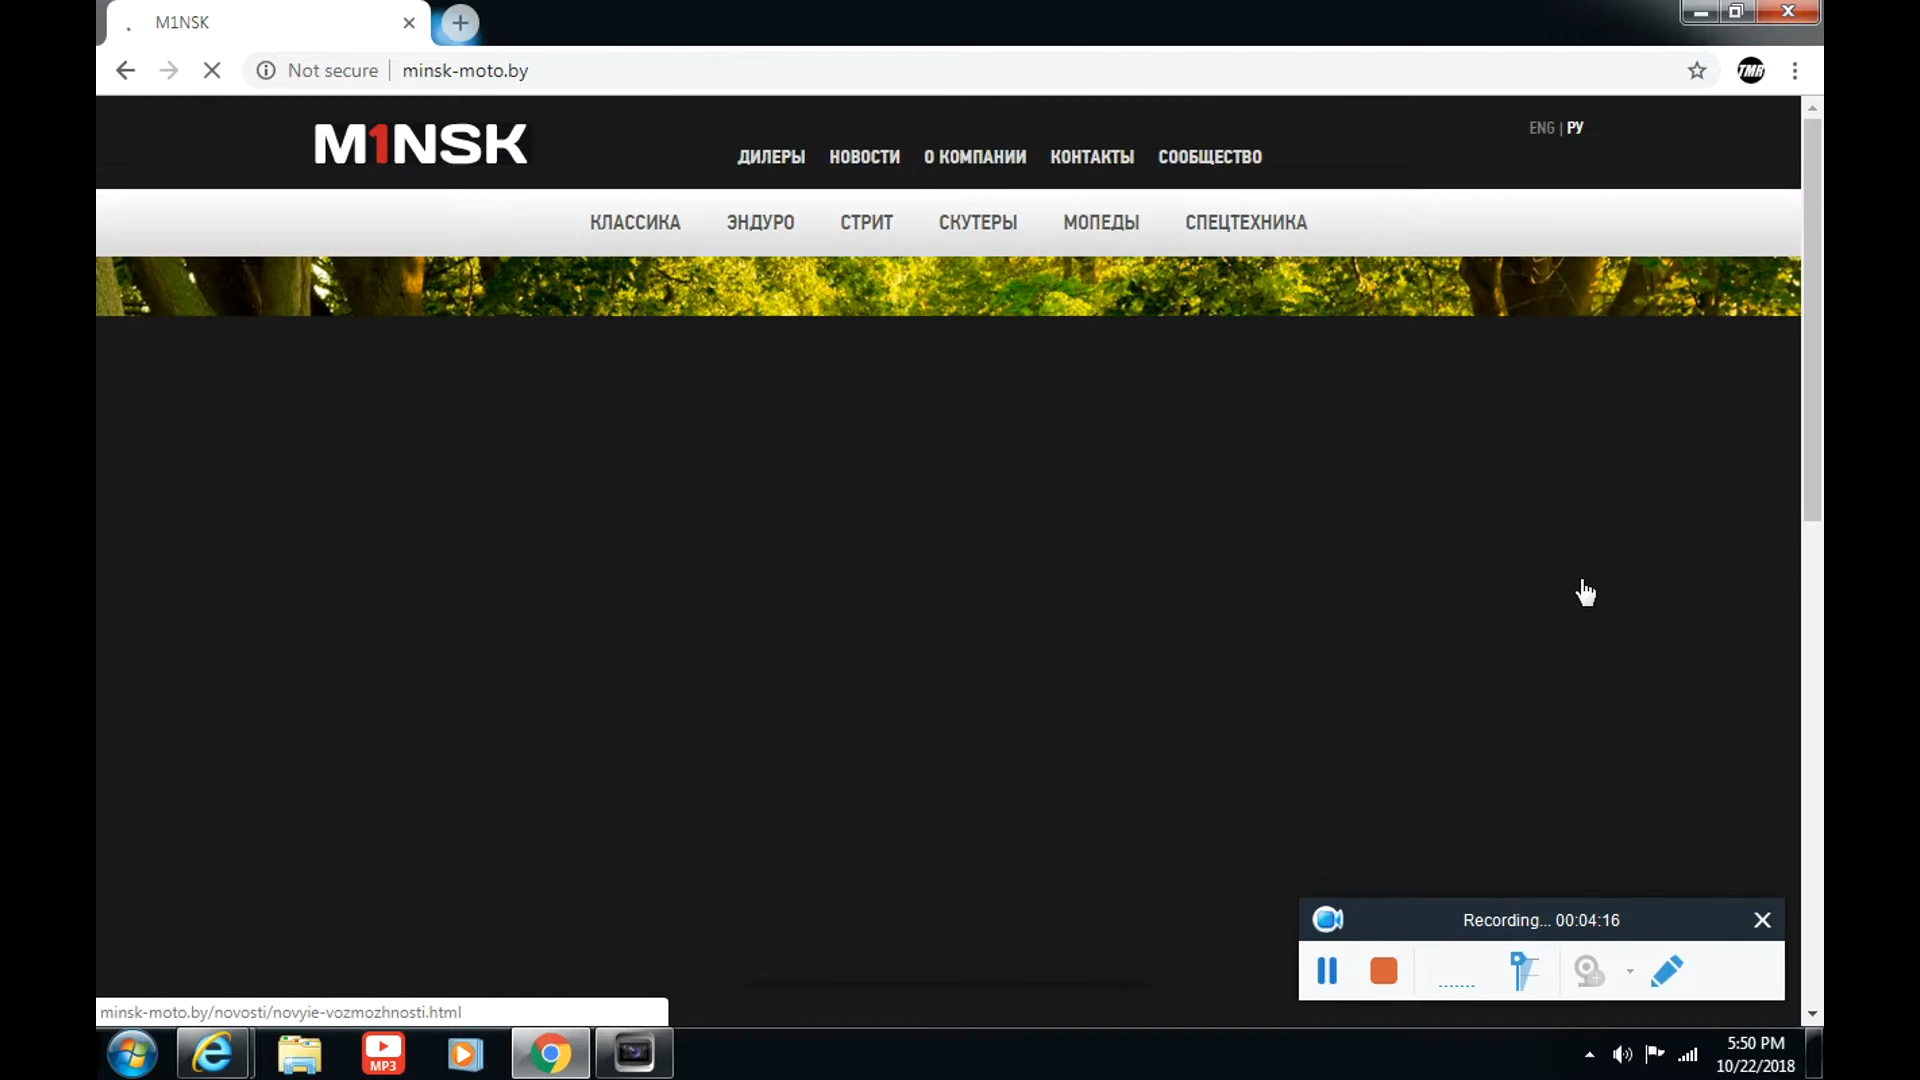 M1NSK
Not secure minsk-moto.by
TMR
M1NSK
ENG | РУ
ДИЛЕРЫ НОВОСТИ О КОМПАНИИ КОНТАКТЫ СООБЩЕСТВО
КЛАССИКА ЭНДУРО СТРИТ СКУТЕРЫ МОПЕДЫ СПЕЦТЕХНИКА
Recording... 00:04:16
minsk-moto.by/novosti/novyie-vozmozhnosti.html
MP3
5:50 PM
10/22/2018